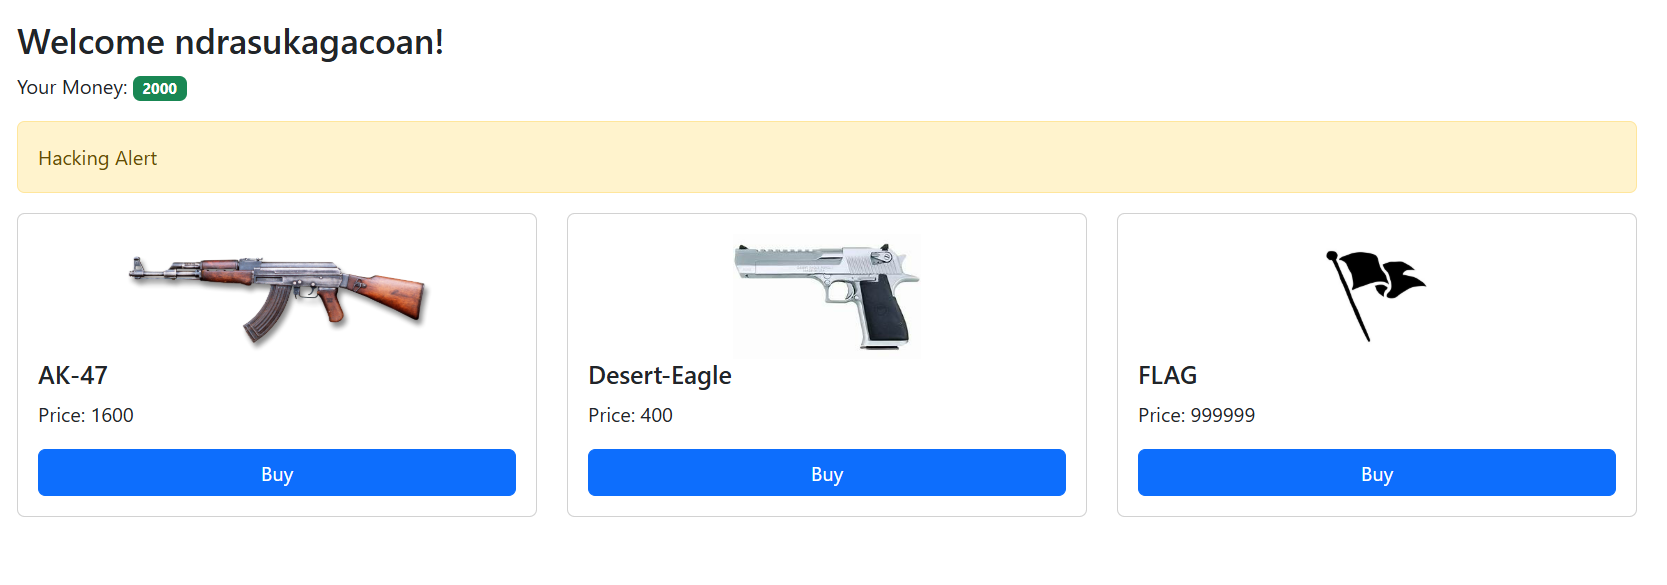 Welcome ndrasukagacoan!
Your Money: 2000
Hacking Alert
AK-47
Price: 1600
Buy
Desert-Eagle
Price: 400
Buy
FLAG
Price: 999999
Buy